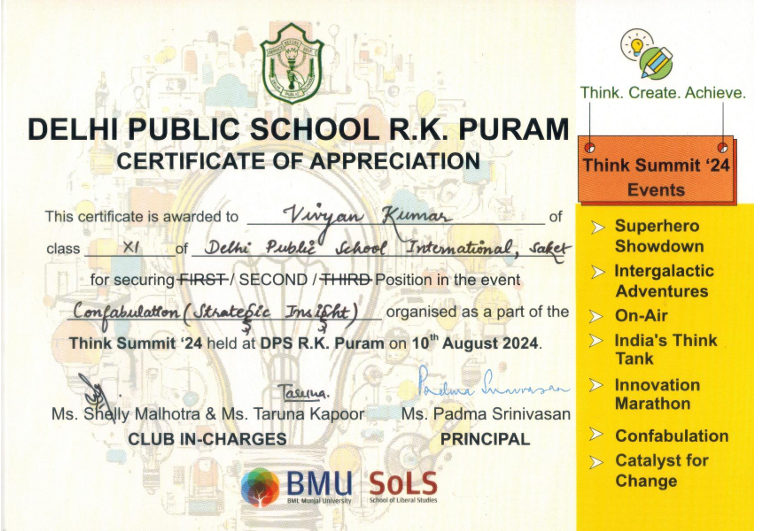 DELHI PUBLIC SCHOOL R.K. PURAM
CERTIFICATE OF APPRECIATION
This certificate is awarded to Vivyan Kumar of
class XI of Delhi Public School International, Saket
for securing FIRST / SECOND / THIRD Position in the event
Confabulation (Strategic Insight) organised as a part of the
Think Summit ‘24 held at DPS R.K. Puram on 10th August 2024.
Taruna.
Padma Srinivasan
Ms. Shelly Malhotra & Ms. Taruna Kapoor
CLUB IN-CHARGES
Ms. Padma Srinivasan
PRINCIPAL
BMU
BML Munjal University
SoLS
School of Liberal Studies
Think. Create. Achieve.
Think Summit ‘24
Events
Superhero
Showdown
Intergalactic
Adventures
On-Air
India's Think
Tank
Innovation
Marathon
Confabulation
Catalyst for
Change